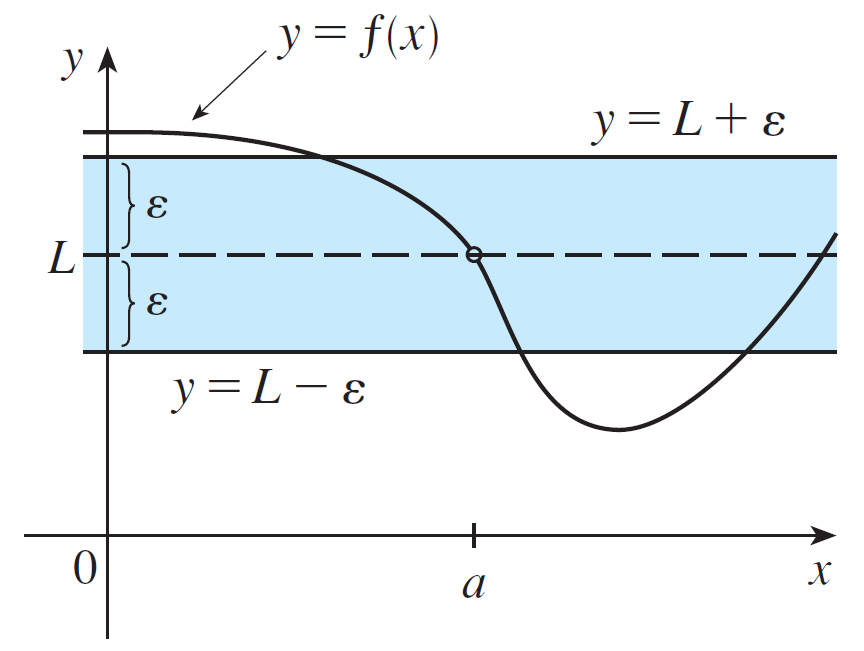 y = f(x)
y
y = L + ε
ε
L
ε
y = L − ε
0
a
x